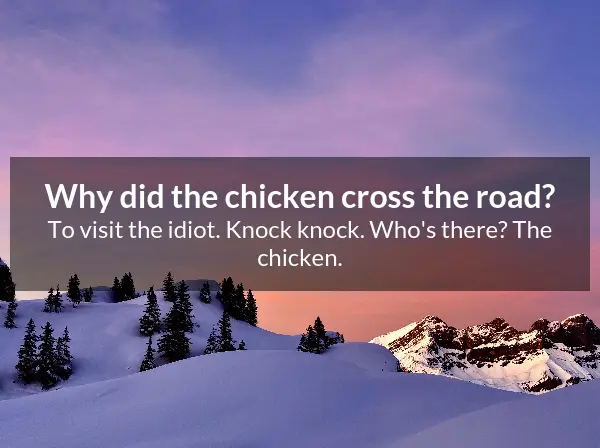 Why did the chicken cross the road?
To visit the idiot. Knock knock. Who's there? The
chicken.